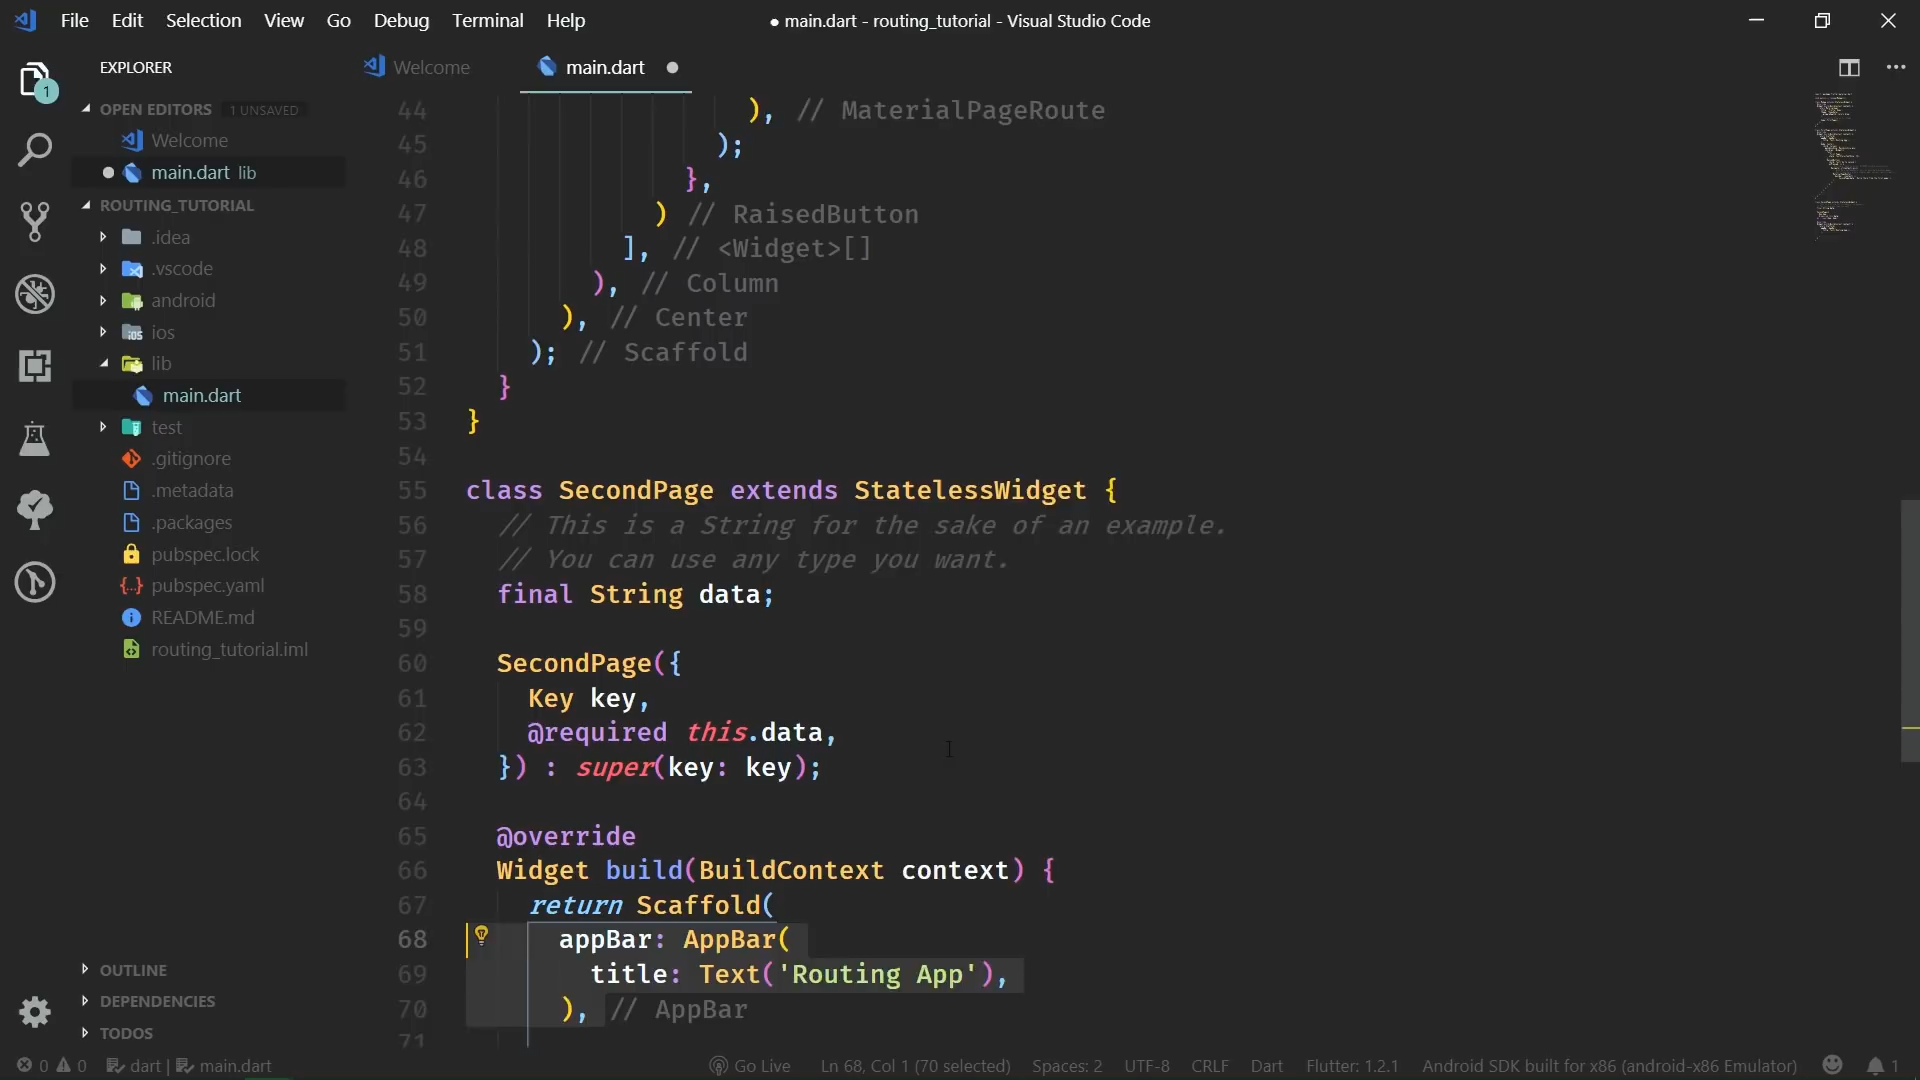 File Edit Selection View Go Debug Terminal Help
● main.dart - routing_tutorial - Visual Studio Code
1
EXPLORER
OPEN EDITORS 1 UNSAVED
Welcome
main.dart lib
ROUTING_TUTORIAL
.idea
.vscode
android
ios
lib
main.dart
test
.gitignore
.metadata
.packages
pubspec.lock
pubspec.yaml
README.md
routing_tutorial.iml
OUTLINE
DEPENDENCIES
TODOS
Welcome main.dart
44 ), // MaterialPageRoute
45 );
46 },
47 ) // RaisedButton
48 ], // <Widget>[]
49 ), // Column
50 ), // Center
51 ); // Scaffold
52 }
53 }
54
55 class SecondPage extends StatelessWidget {
56 // This is a String for the sake of an example.
57 // You can use any type you want.
58 final String data;
59
60 SecondPage({
61 Key key,
62 @required this.data,
63 }) : super(key: key);
64
65 @override
66 Widget build(BuildContext context) {
67 return Scaffold(
68 appBar: AppBar(
69 title: Text('Routing App'),
70 ), // AppBar
71
0 0 dart | main.dart Go Live Ln 68, Col 1 (70 selected) Spaces: 2 UTF-8 CRLF Dart Flutter: 1.2.1 Android SDK built for x86 (android-x86 Emulator) 1